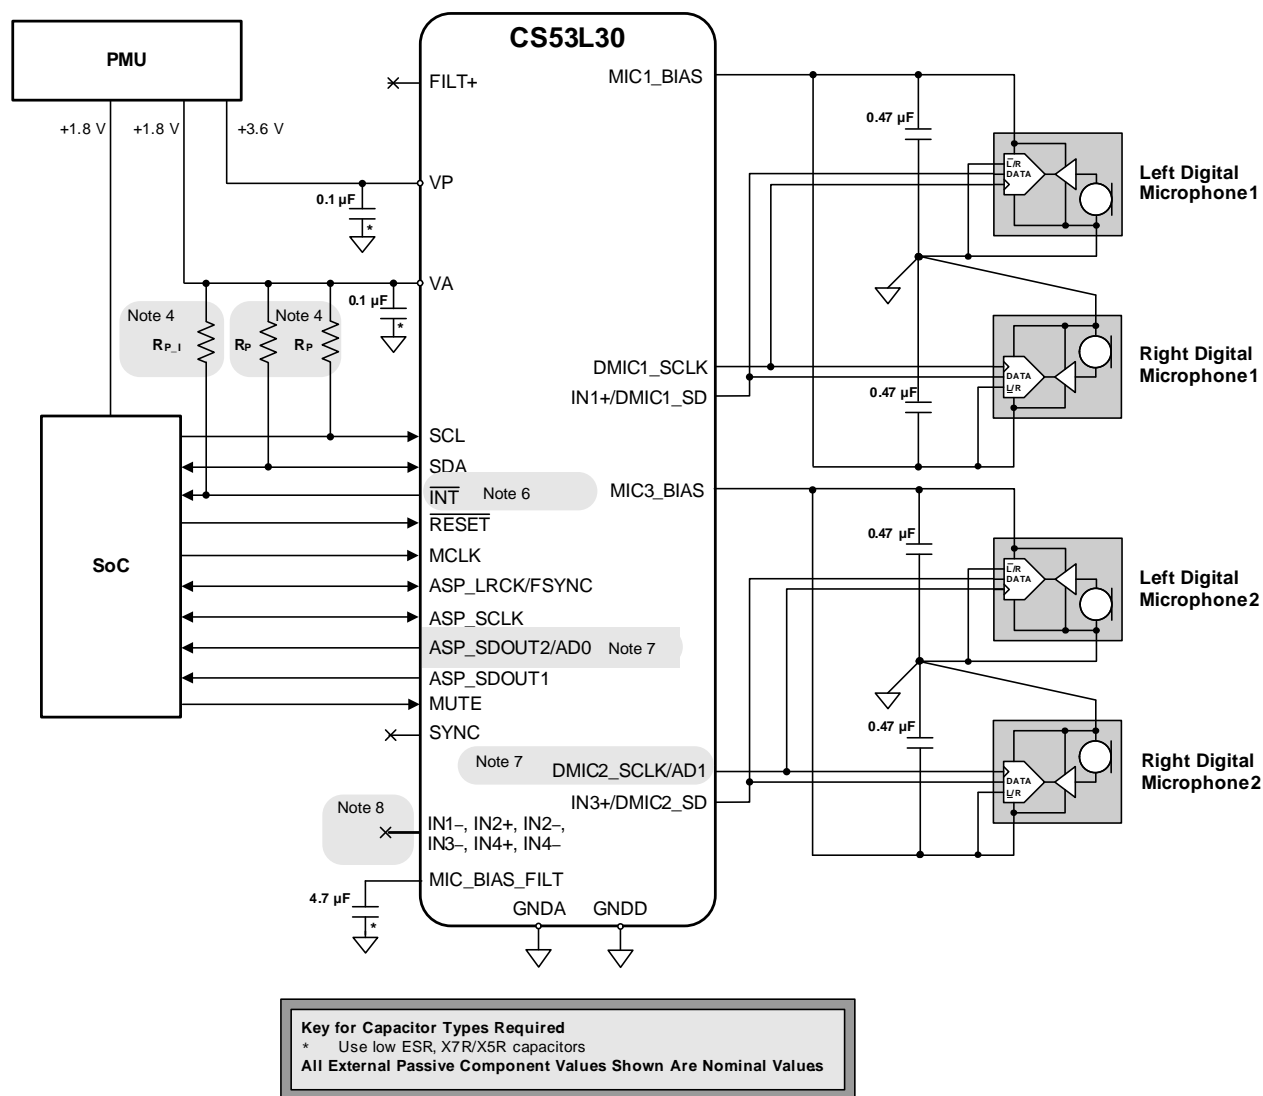 CS53L30
PMU
FILT+
MIC1_BIAS
+1.8 V
+1.8 V
+3.6 V
0.47 µF
VP
0.1 µF
*
L/R
DATA
Left Digital
Microphone1
VA
0.1 µF
*
Note 4
RP_I
Note 4
RP
RP
DMIC1_SCLK
IN1+/DMIC1_SD
0.47 µF
DATA
L/R
Right Digital
Microphone1
SoC
SCL
SDA
INT
Note 6
RESET
MCLK
ASP_LRCK/FSYNC
ASP_SCLK
ASP_SDOUT2/AD0
Note 7
ASP_SDOUT1
MUTE
SYNC
MIC3_BIAS
0.47 µF
L/R
DATA
Left Digital
Microphone2
0.47 µF
Note 7
DMIC2_SCLK/AD1
IN3+/DMIC2_SD
DATA
L/R
Right Digital
Microphone2
Note 8
IN1–, IN2+, IN2–,
IN3–, IN4+, IN4–
MIC_BIAS_FILT
4.7 µF
*
GNDA
GNDD
Key for Capacitor Types Required
* Use low ESR, X7R/X5R capacitors
All External Passive Component Values Shown Are Nominal Values